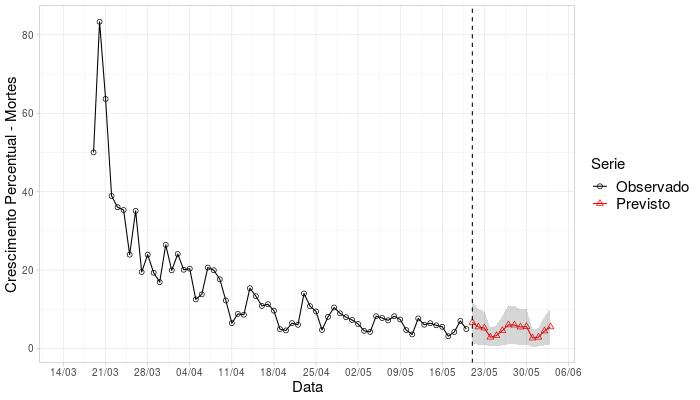 Crescimento Percentual - Mortes
80
60
40
20
0
14/03 21/03 28/03 04/04 11/04 18/04 25/04 02/05 09/05 16/05 23/05 30/05 06/06
Data
Serie
Observado
Previsto